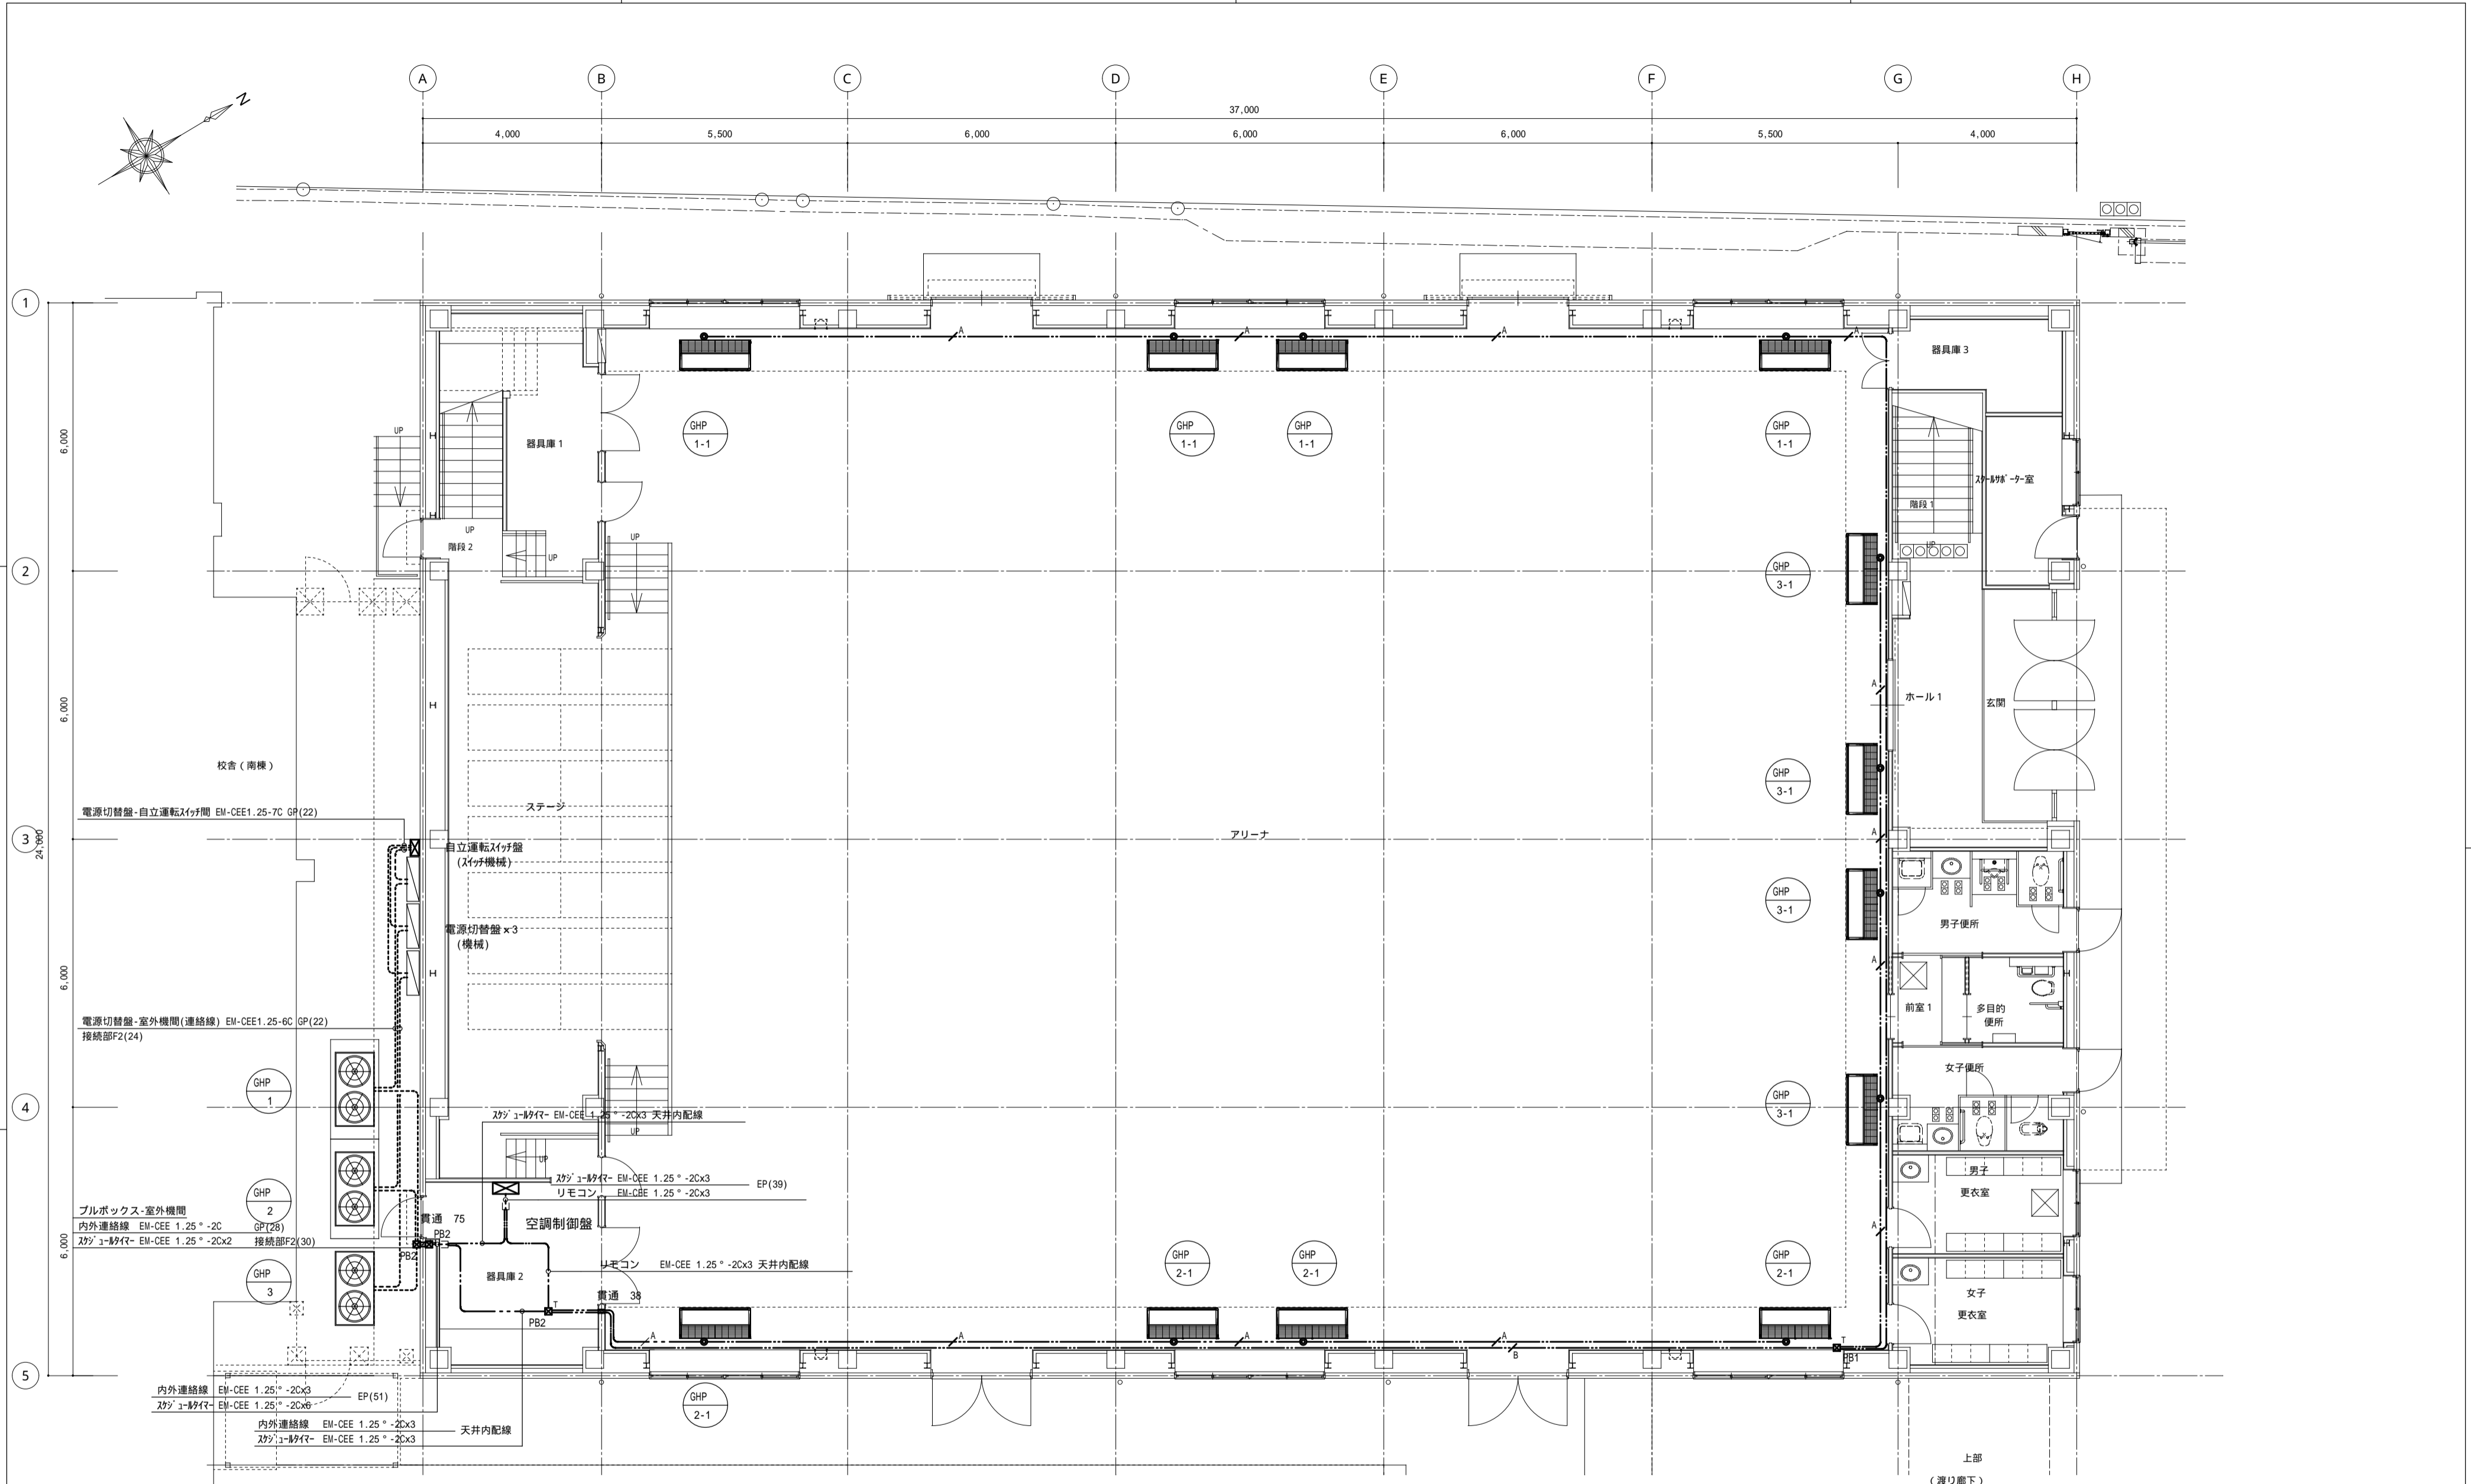 A B C D E F G H
37,000
4,000 5,500 6,000 6,000 6,000 5,500 4,000
N
1
A A A A
器具庫 3
6,000
UP
器具庫 1
GHP
1-1
GHP
1-1
GHP
1-1
GHP
1-1
スクールサポーター室
階段 1
UP
階段 2
UP
UP
UP
UP
2
GHP
3-1
6,000
A
ホール 1
玄関
校舎（南棟）
GHP
3-1
ステージ
電源切替盤-自立運転スイッチ間 EM-CEE1.25-7C GP(22)
アリーナ
A
3
24,000
自立運転スイッチ盤
(スイッチ機械)
GHP
3-1
男子便所
電源切替盤×3
(機械)
A
6,000
前室 1
多目的
便所
電源切替盤-室外機間(連絡線) EM-CEE1.25-6C GP(22)
接続部F2(24)
女子便所
GHP
1
GHP
3-1
4
スケジュールタイマー EM-CEE 1.25°-2Cx3 天井内配線
UP
UP
男子
更衣室
スケジュールタイマー EM-CEE 1.25°-2Cx3
EP(39)
リモコン EM-CEE 1.25°-2Cx3
GHP
2
プルボックス-室外機間
貫通 75
空調制御盤
内外連絡線 EM-CEE 1.25°-2C GP(28)
スケジュールタイマー EM-CEE 1.25°-2Cx2 接続部F2(30)
PB2
PB2
A
6,000
GHP
2-1
GHP
2-1
GHP
2-1
リモコン EM-CEE 1.25°-2Cx3 天井内配線
GHP
3
器具庫 2
貫通 38
女子
更衣室
T
PB2
A A A A
T
B
PB1
5
内外連絡線 EM-CEE 1.25°-2Cx3
EP(51)
スケジュールタイマー EM-CEE 1.25°-2Cx6
GHP
2-1
内外連絡線 EM-CEE 1.25°-2Cx3
天井内配線
スケジュールタイマー EM-CEE 1.25°-2Cx3
上部
（渡り廊下）